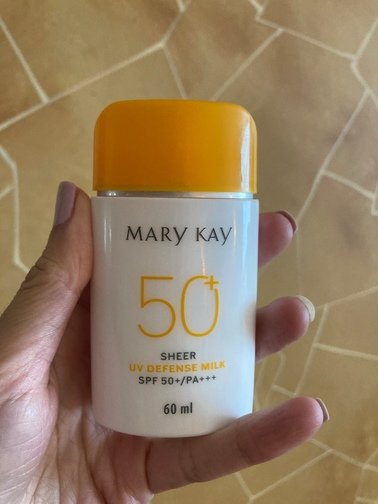 MARY KAY
50+
SHEER
UV DEFENSE MILK
SPF 50+/PA+++
60 ml